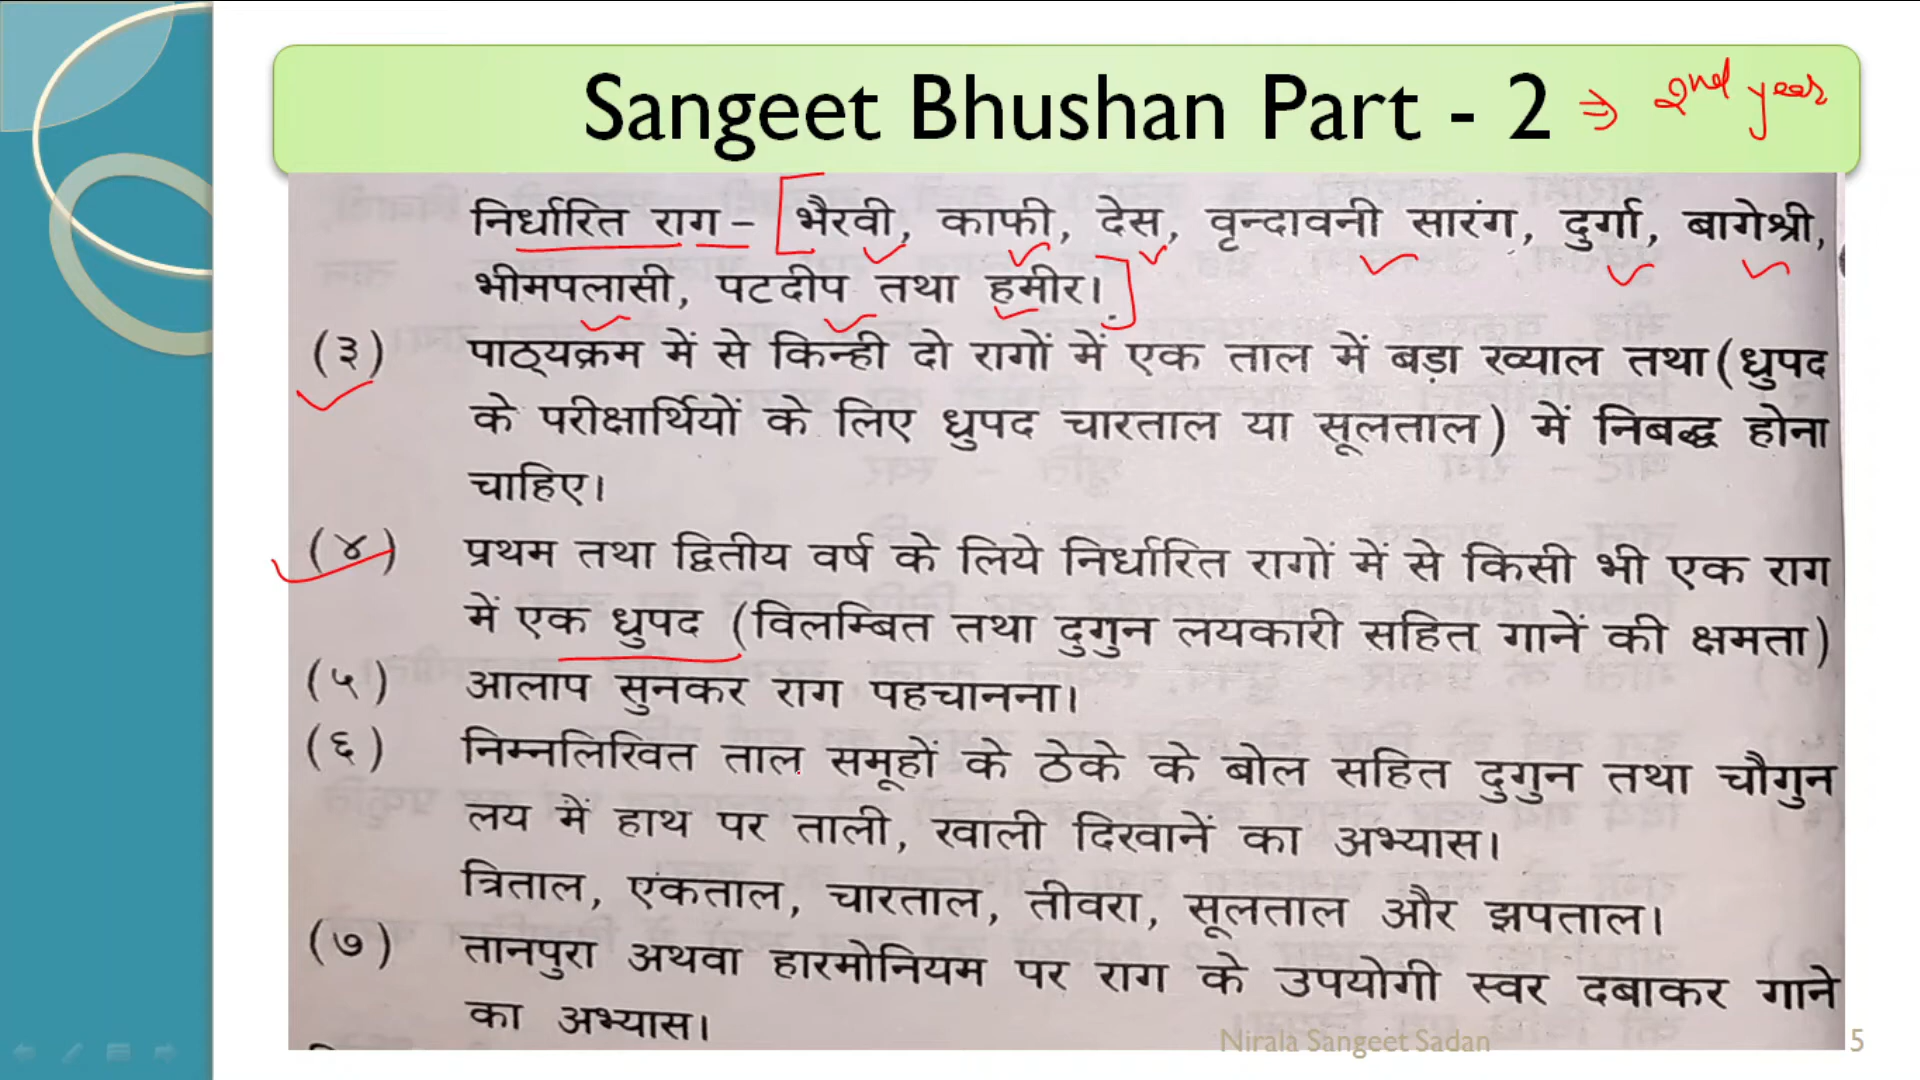 Sangeet Bhushan Part - 2 ⇒ 2nd year
निर्धारित राग – [भैरवी, काफी, देस, वृन्दावनी सारंग, दुर्गा, बागेश्री,
भीमपलासी, पटदीप तथा हमीर।]
(३) पाठ्यक्रम में से किन्ही दो रागों में एक ताल में बड़ा ख्याल तथा (धुपद
के परीक्षार्थियों के लिए ध्रुपद चारताल या सूलताल) में निबद्ध होना
चाहिए।
(४) प्रथम तथा द्वितीय वर्ष के लिये निर्धारित रागों में से किसी भी एक राग
में एक ध्रुपद (विलम्बित तथा दुगुन लयकारी सहित गानें की क्षमता)
(५) आलाप सुनकर राग पहचानना।
(६) निम्नलिखित ताल समूहों के ठेके के बोल सहित दुगुन तथा चौगुन
लय में हाथ पर ताली, खाली दिखानें का अभ्यास।
त्रिताल, एकताल, चारताल, तीवरा, सूलताल और झपताल।
(७) तानपुरा अथवा हारमोनियम पर राग के उपयोगी स्वर दबाकर गाने
का अभ्यास।
Nirala Sangeet Sadan 5